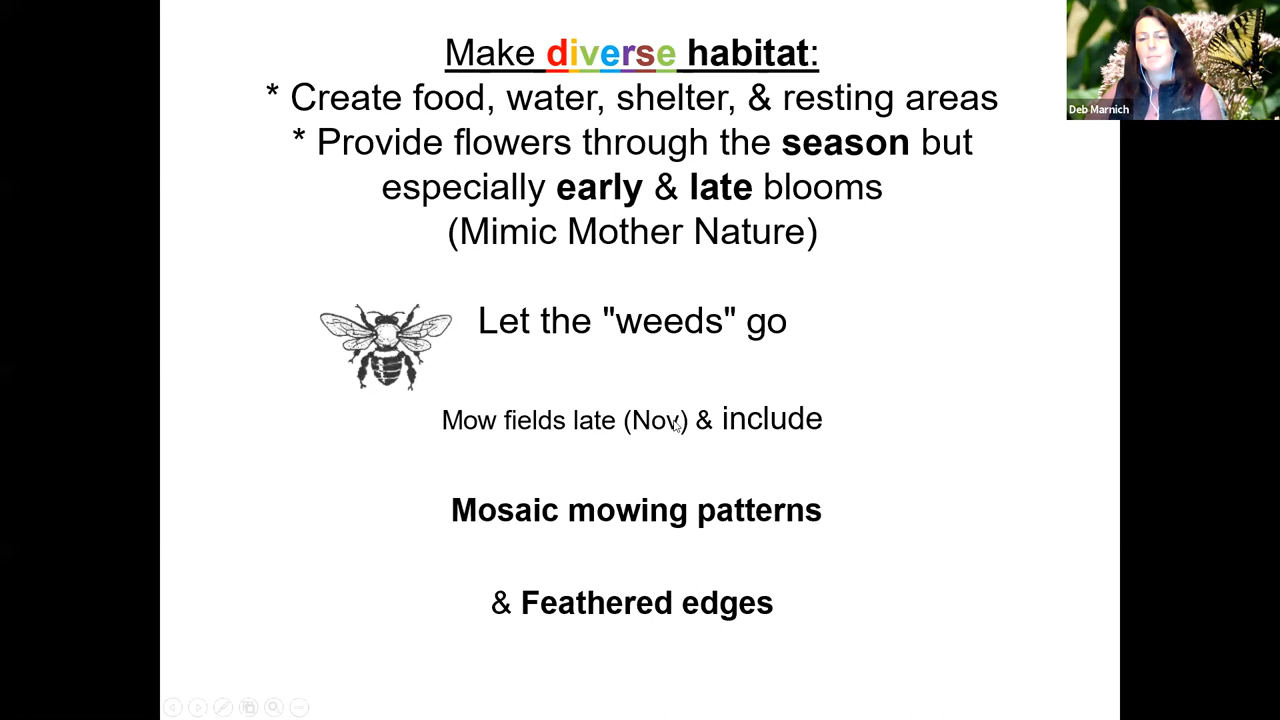 Make diverse habitat:
* Create food, water, shelter, & resting areas
* Provide flowers through the season but
especially early & late blooms
(Mimic Mother Nature)
Let the "weeds" go
Mow fields late (Nov) & include
Mosaic mowing patterns
& Feathered edges
Deb Marnich